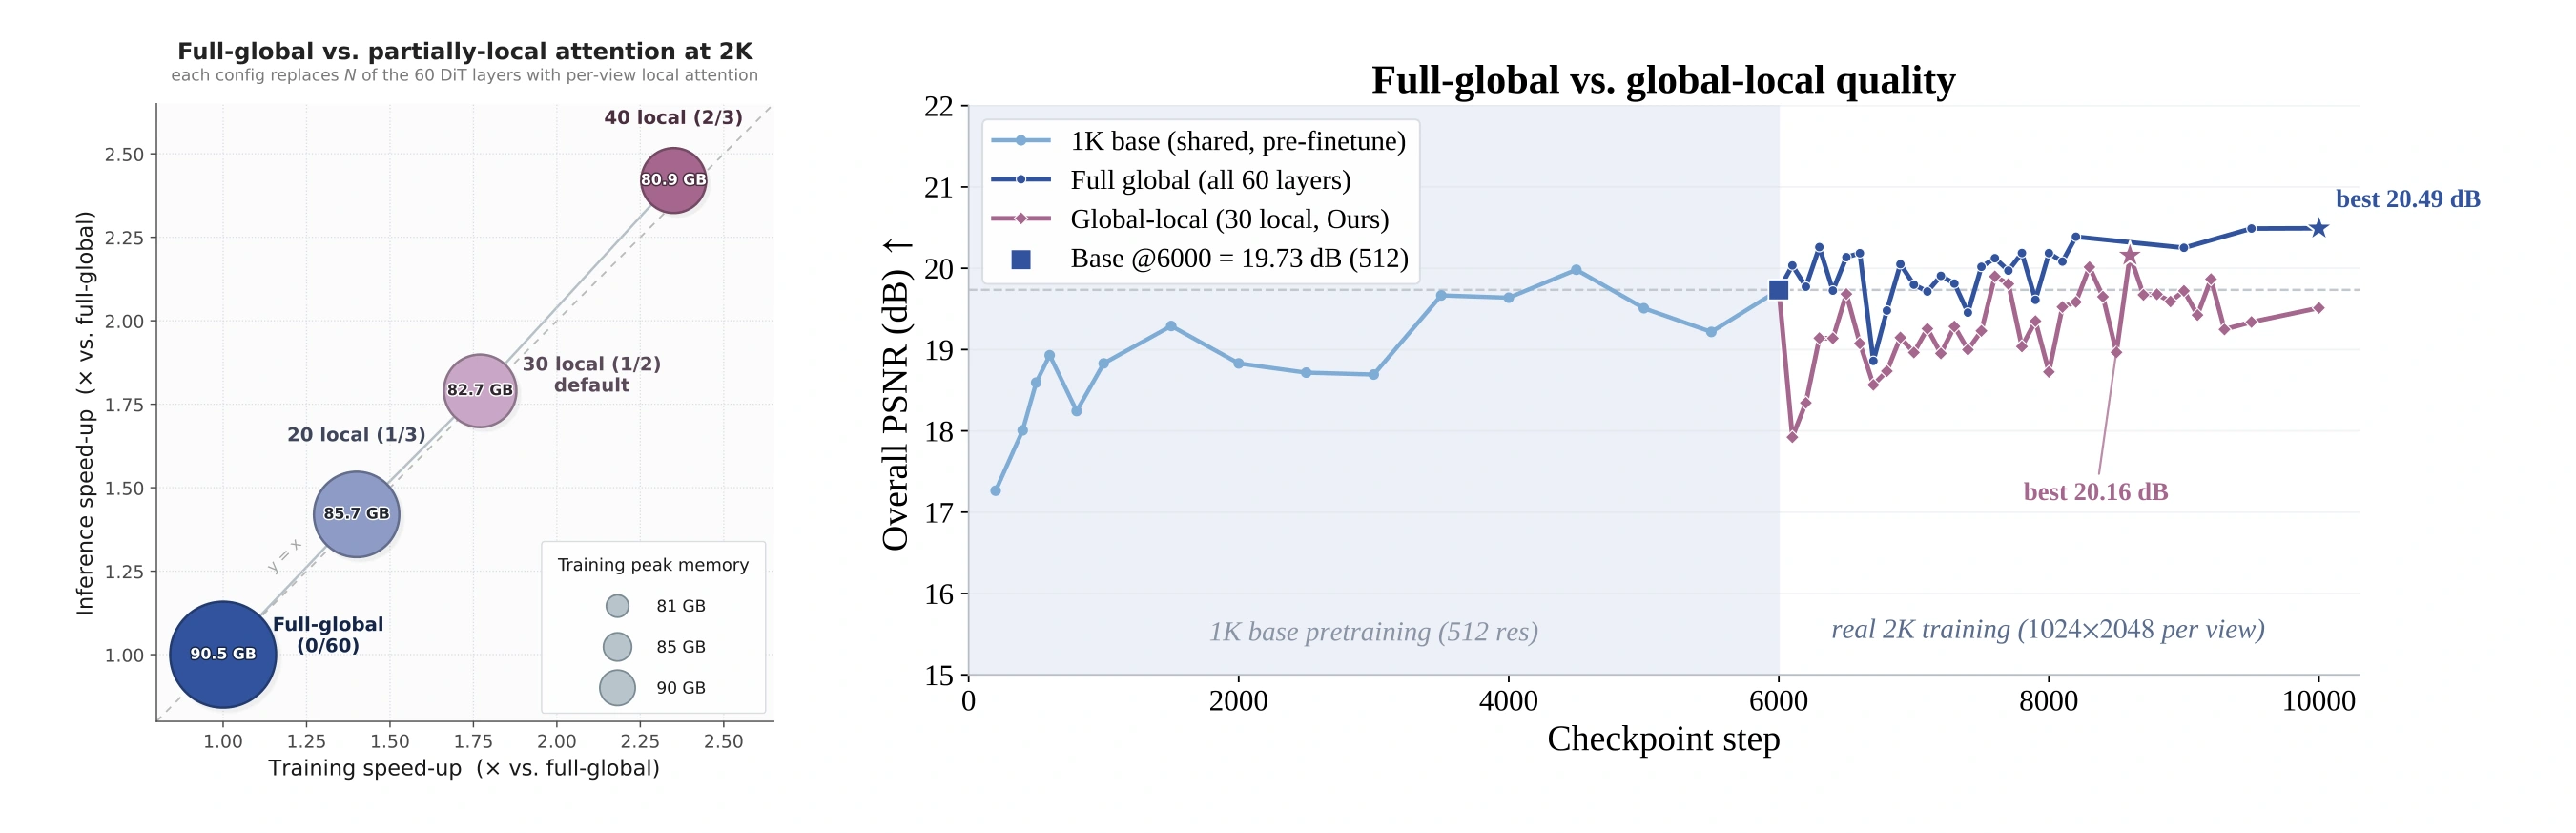 Full-global vs. partially-local attention at 2K
each config replaces N of the 60 DiT layers with per-view local attention
40 local (2/3)
80.9 GB
30 local (1/2)
default
82.7 GB
20 local (1/3)
85.7 GB
y = x
Full-global
(0/60)
90.5 GB
Training peak memory
81 GB
85 GB
90 GB
Inference speed-up (× vs. full-global)
2.50
2.25
2.00
1.75
1.50
1.25
1.00
1.00 1.25 1.50 1.75 2.00 2.25 2.50
Training speed-up (× vs. full-global)
Full-global vs. global-local quality
1K base (shared, pre-finetune)
Full global (all 60 layers)
Global-local (30 local, Ours)
Base @6000 = 19.73 dB (512)
best 20.49 dB
best 20.16 dB
1K base pretraining (512 res)
real 2K training (1024×2048 per view)
Overall PSNR (dB) ↑
22
21
20
19
18
17
16
15
0 2000 4000 6000 8000 10000
Checkpoint step